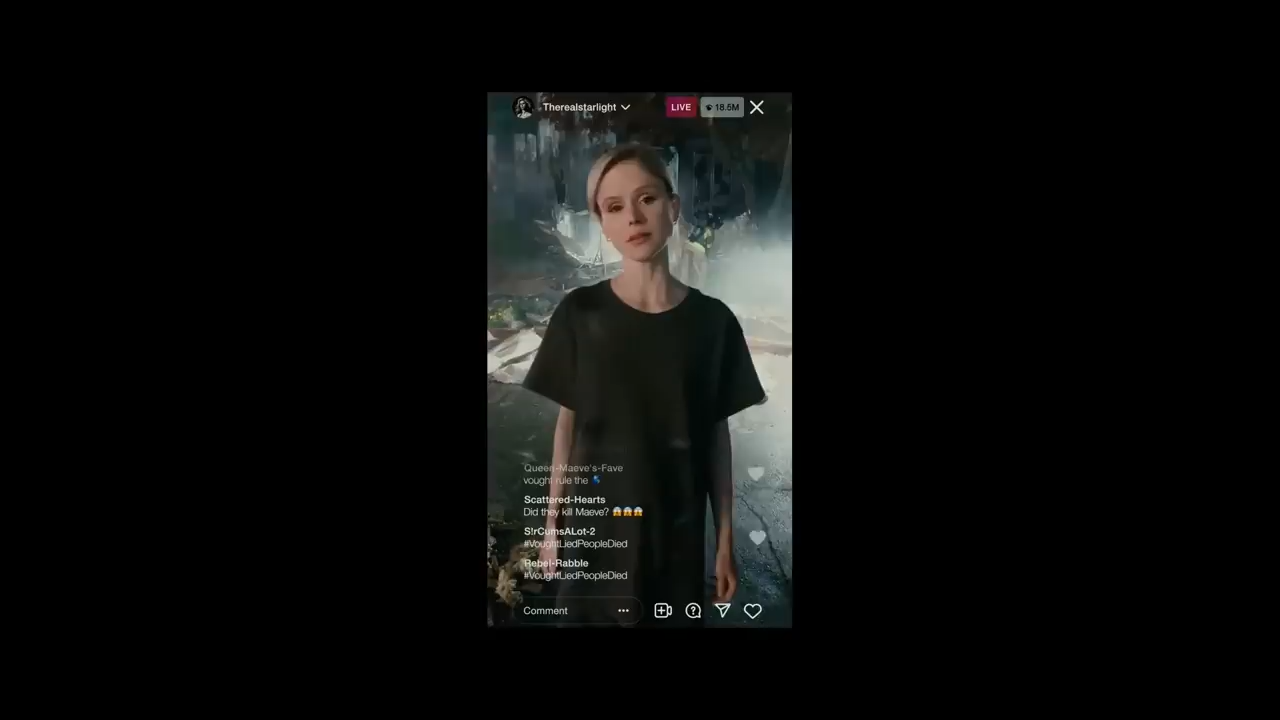 Therealstarlight
LIVE
18.5M
Queen-Maeve's-Fave
vought rule the
Scattered-Hearts
Did they kill Maeve? 😱😱😱
S!rCumsALot-2
#VoughtLiedPeopleDied
Rebel-Rabble
#VoughtLiedPeopleDied
Comment